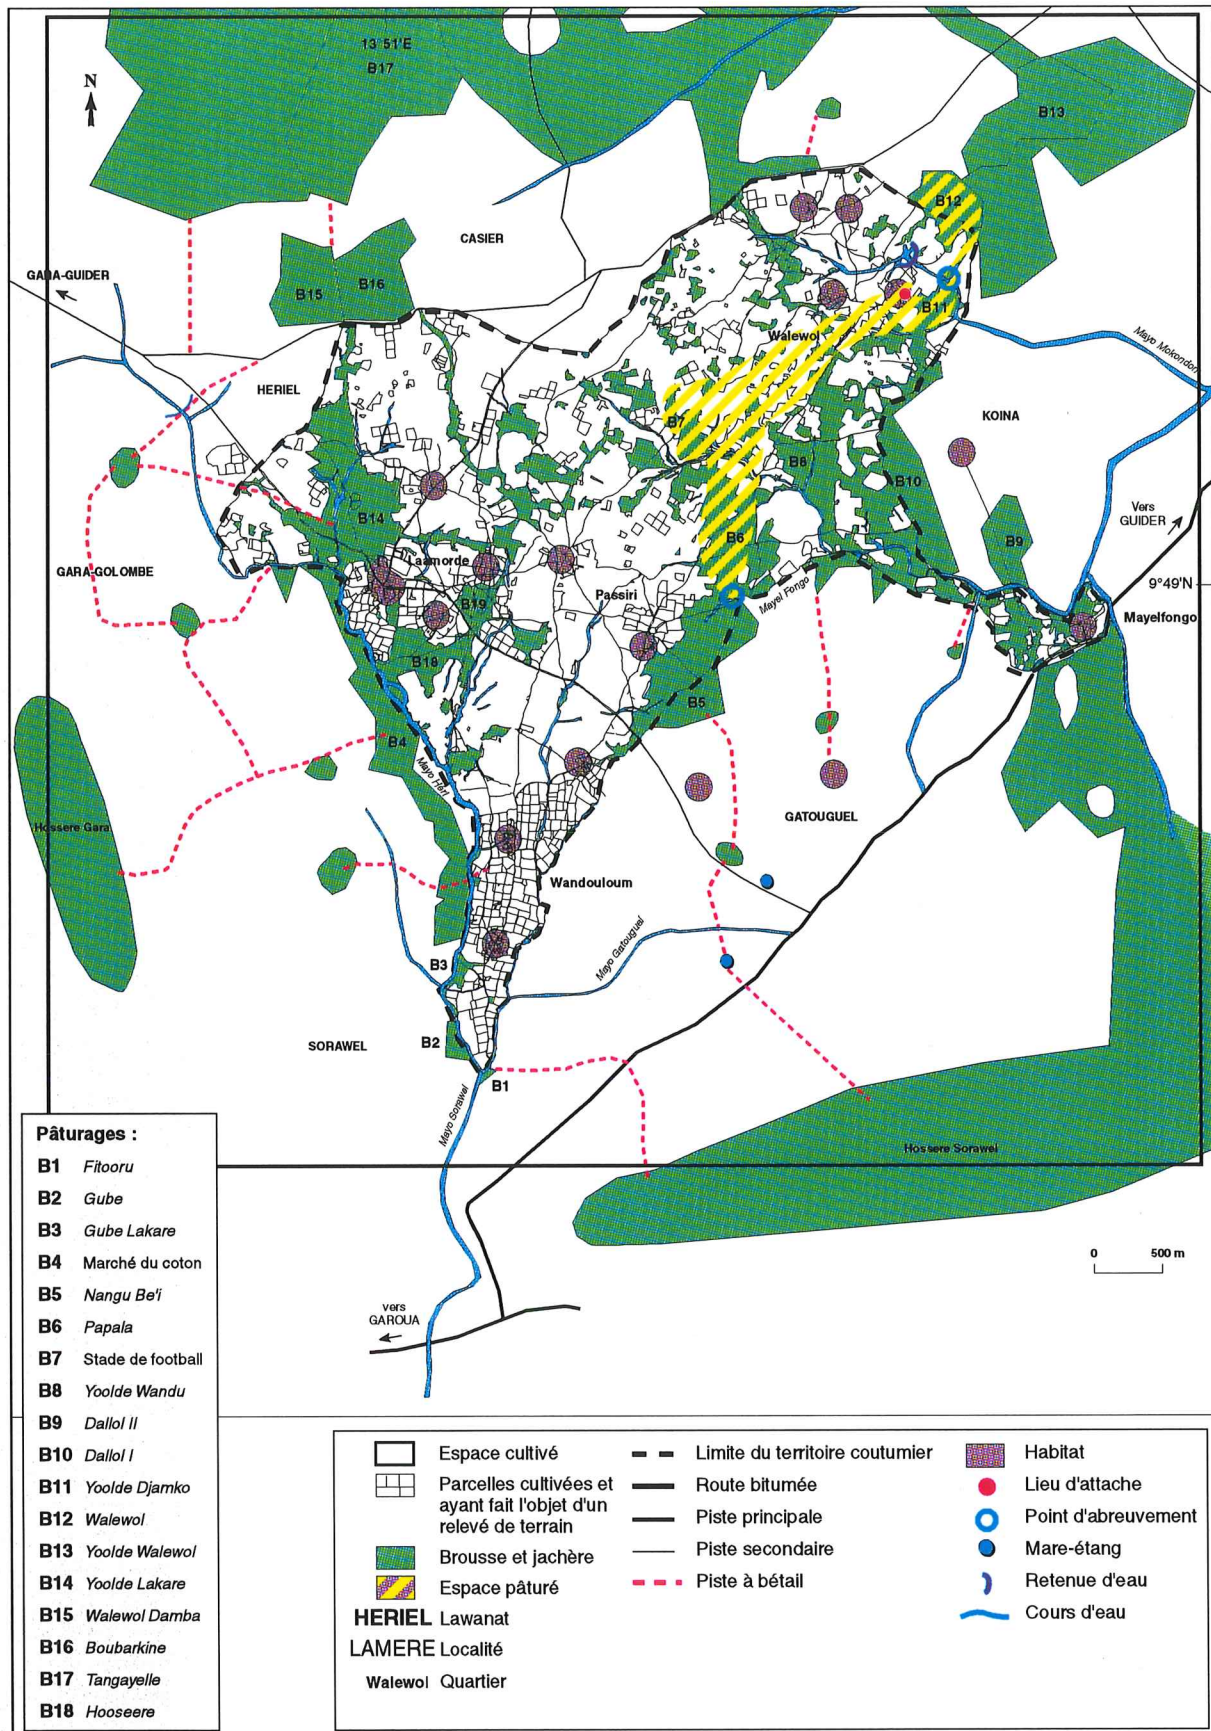 13°51'E
B17
N
B13
B12
CASIER
GARA-GUIDER
B15
B16
B11
Walewol
Mayo Mokondon
HERIEL
KOINA
B7
B8
B10
B14
Vers
GUIDER
B9
B6
Laamorde
GARA-GOLOMBE
Passiri
Mayel Fongo
9°49'N
B19
Mayelfongo
B18
B5
B4
Mayo Héri
GATOUGUEL
Hossere Gara
Wandouloum
Mayo Gatouguel
B3
SORAWEL
B2
B1
Mayo Sorawel
Hossere Sorawel
0 500 m
vers
GAROUA
Pâturages :
B1 Fitooru
B2 Gube
B3 Gube Lakare
B4 Marché du coton
B5 Nangu Be'i
B6 Papala
B7 Stade de football
B8 Yoolde Wandu
B9 Dallol II
B10 Dallol I
B11 Yoolde Djamko
B12 Walewol
B13 Yoolde Walewol
B14 Yoolde Lakare
B15 Walewol Damba
B16 Boubarkine
B17 Tangayelle
B18 Hooseere
Espace cultivé
Parcelles cultivées et
ayant fait l'objet d'un
relevé de terrain
Brousse et jachère
Espace pâturé
HERIEL Lawanat
LAMERE Localité
Walewol Quartier
Limite du territoire coutumier
Route bitumée
Piste principale
Piste secondaire
Piste à bétail
Habitat
Lieu d'attache
Point d'abreuvement
Mare-étang
Retenue d'eau
Cours d'eau